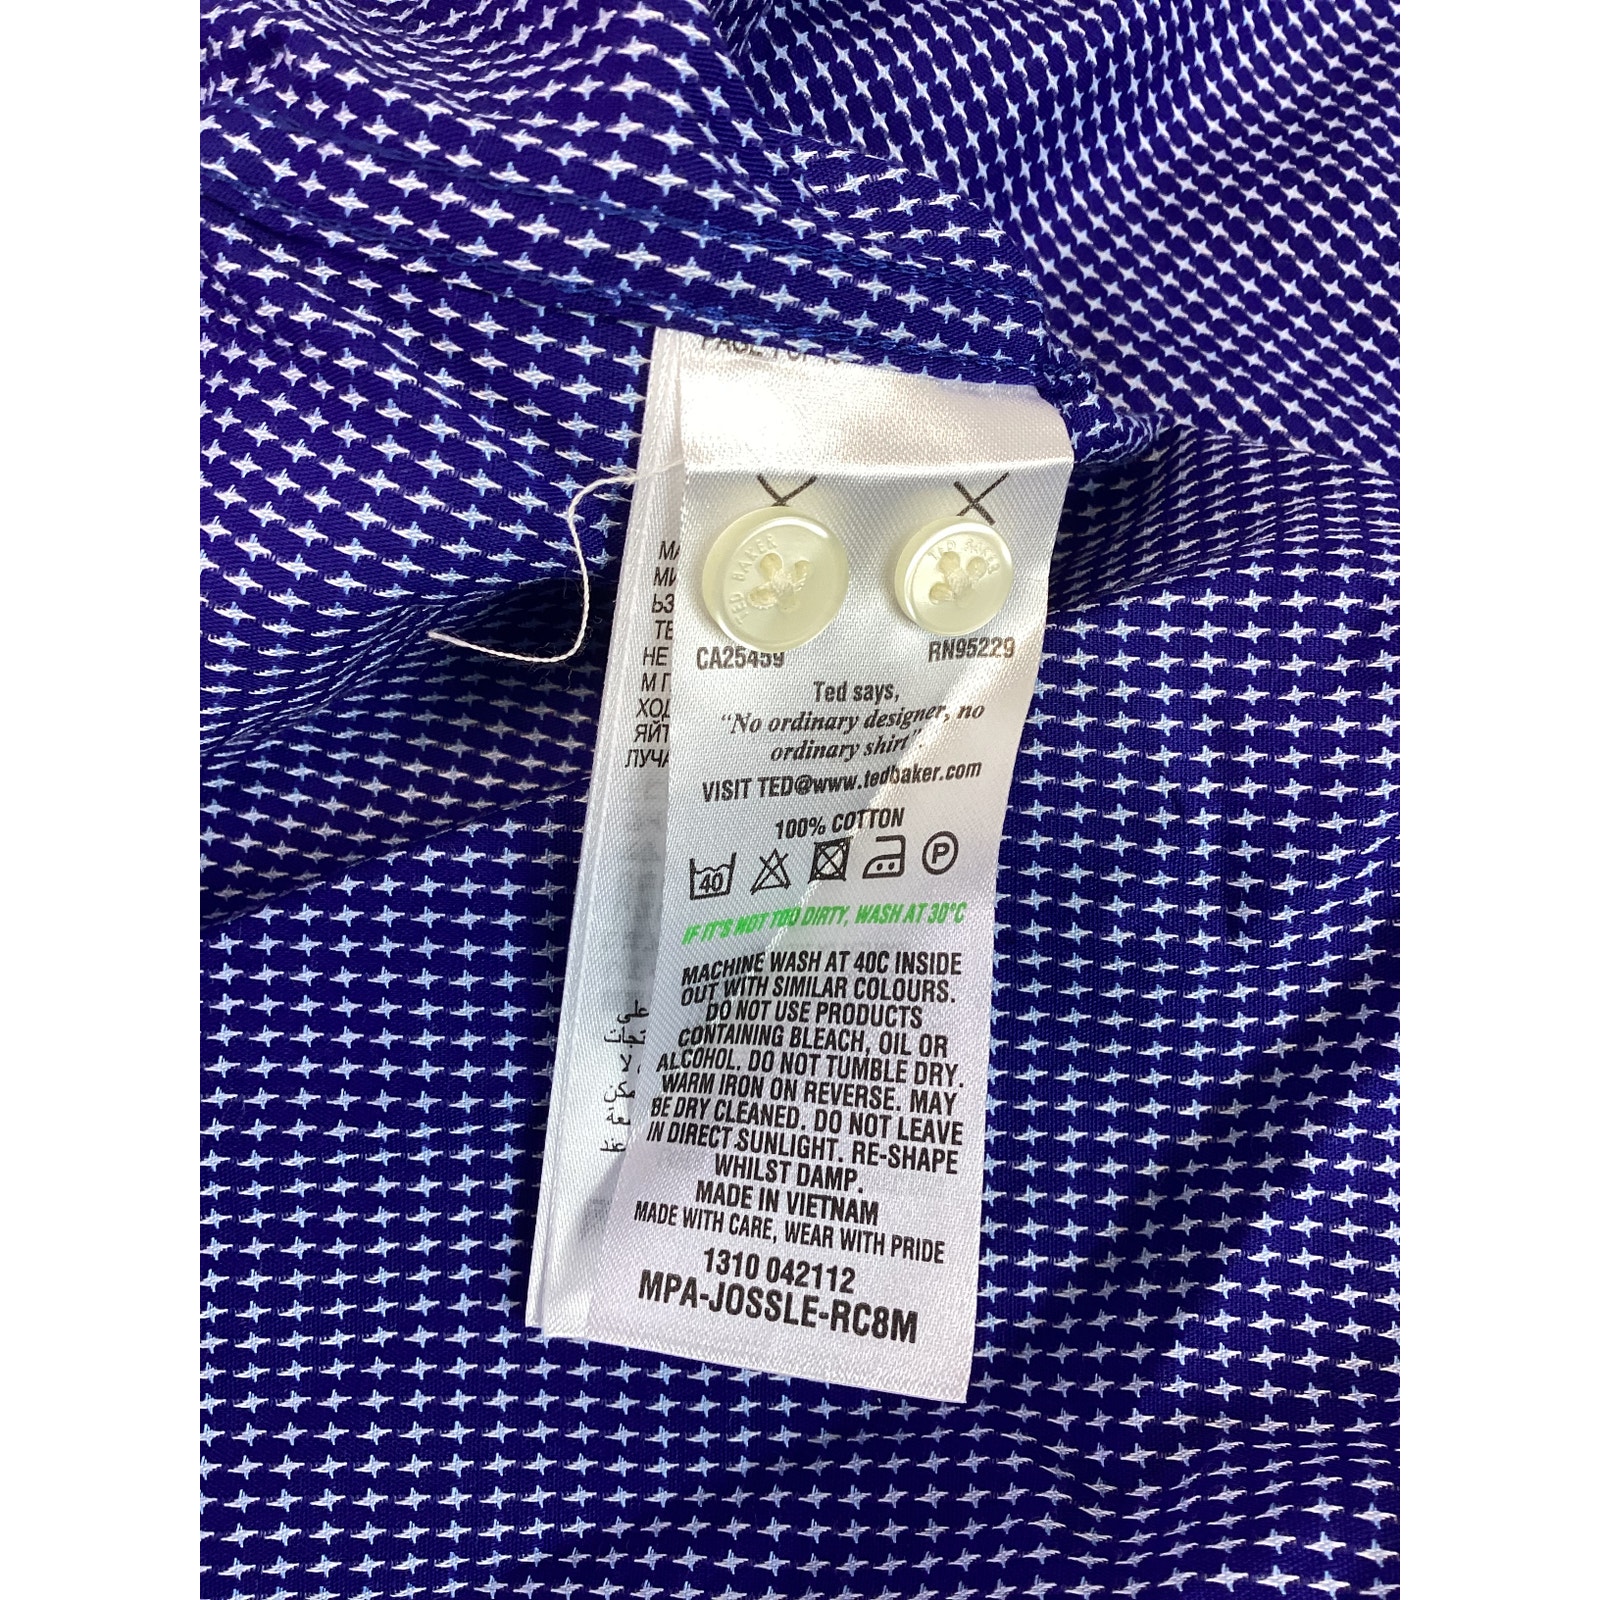 TED BAKER
TED BAKER
CA25459
RN95229
Ted says,
"No ordinary designer, no
ordinary shirt".
VISIT TED@www.tedbaker.com
100% COTTON
40
P
IF IT'S NOT TOO DIRTY, WASH AT 30°C
MACHINE WASH AT 40C INSIDE
OUT WITH SIMILAR COLOURS.
DO NOT USE PRODUCTS
CONTAINING BLEACH, OIL OR
ALCOHOL. DO NOT TUMBLE DRY.
WARM IRON ON REVERSE. MAY
BE DRY CLEANED. DO NOT LEAVE
IN DIRECT SUNLIGHT. RE-SHAPE
WHILST DAMP.
MADE IN VIETNAM
MADE WITH CARE, WEAR WITH PRIDE
1310 042112
MPA-JOSSLE-RC8M